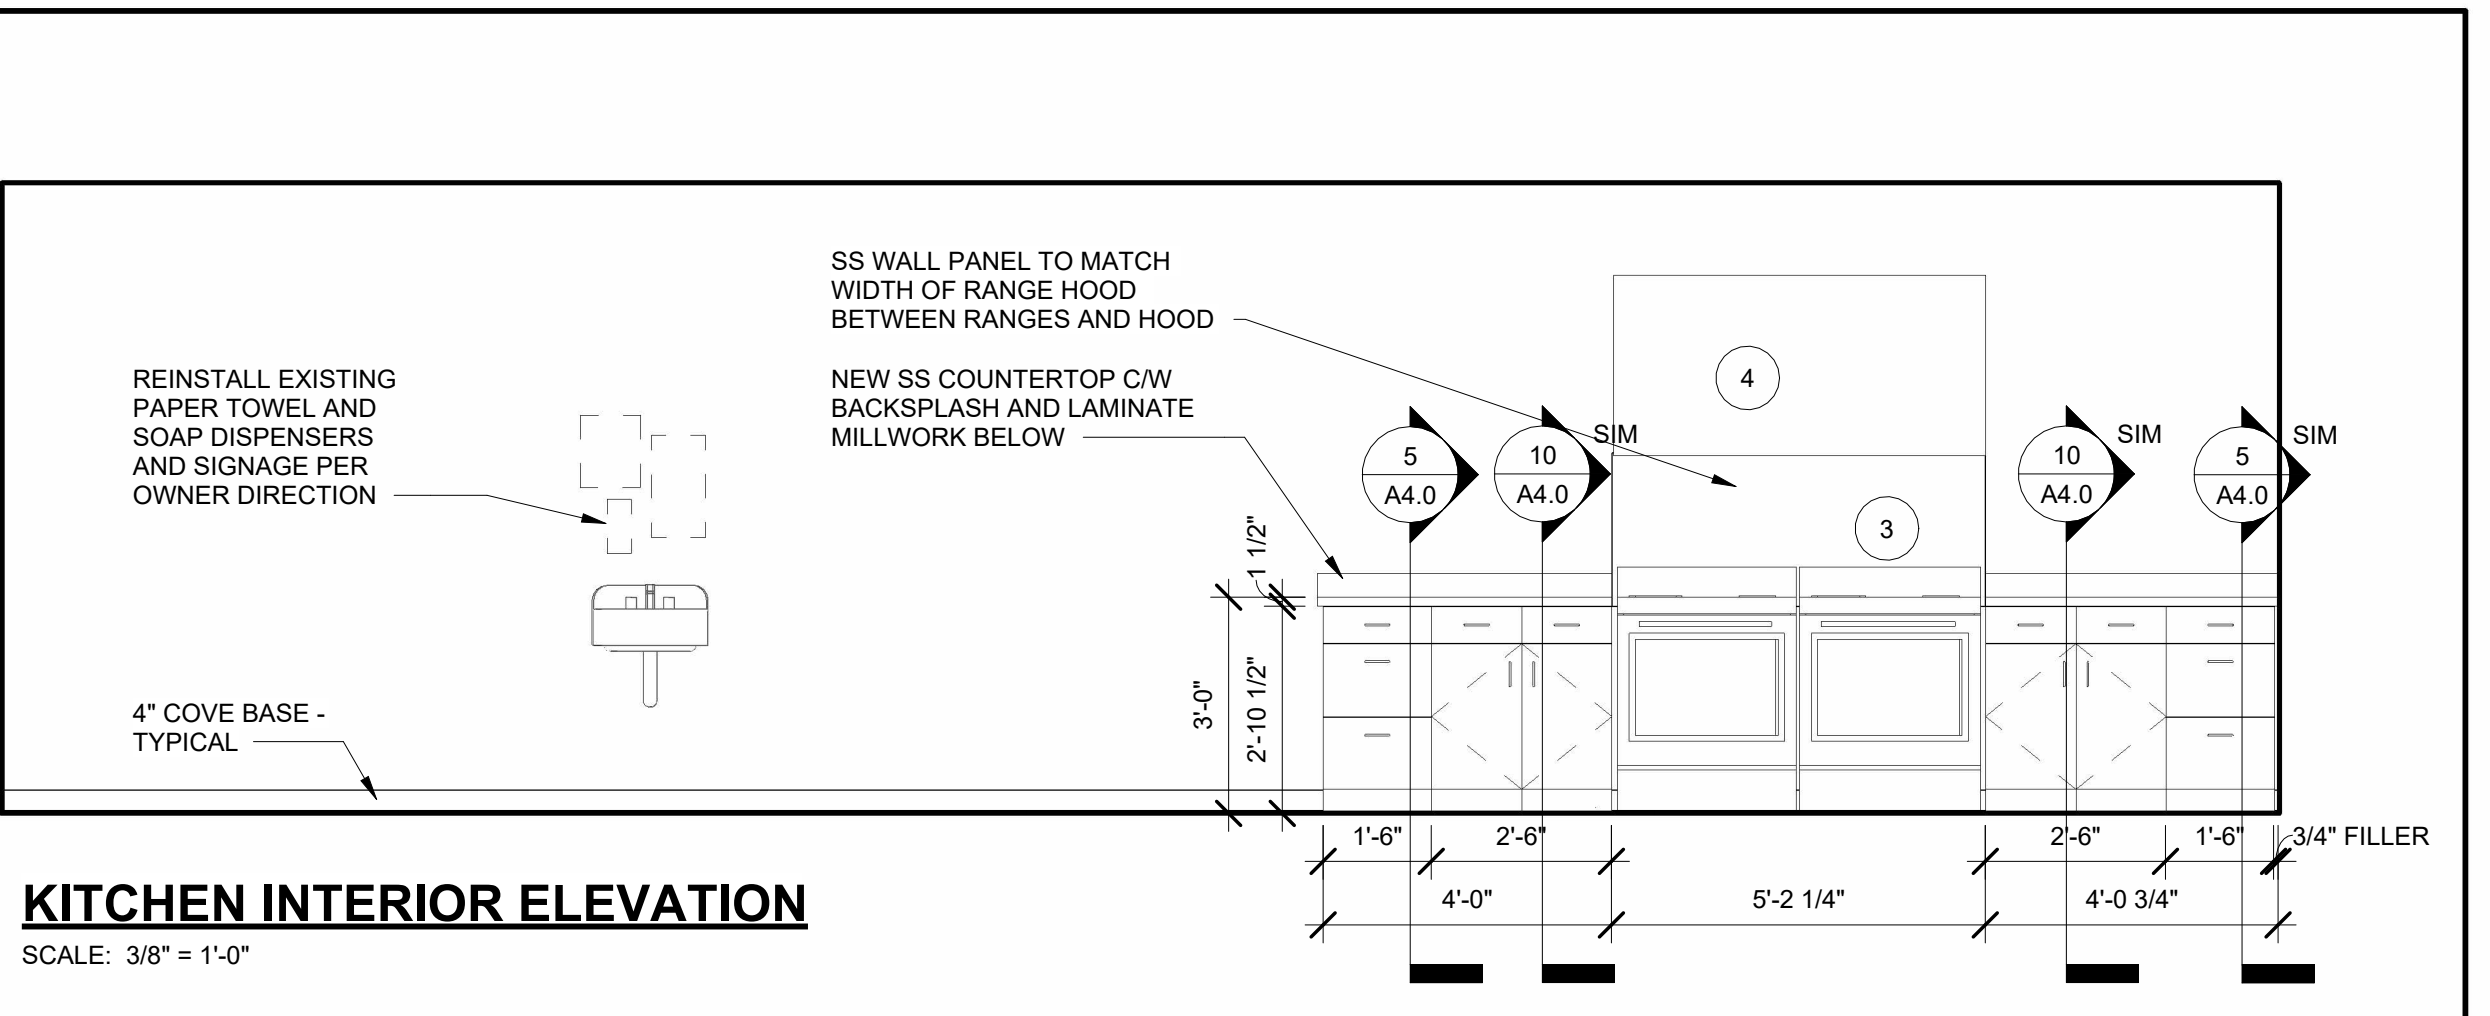 SS WALL PANEL TO MATCH
WIDTH OF RANGE HOOD
BETWEEN RANGES AND HOOD
REINSTALL EXISTING
PAPER TOWEL AND
SOAP DISPENSERS
AND SIGNAGE PER
OWNER DIRECTION
NEW SS COUNTERTOP C/W
BACKSPLASH AND LAMINATE
MILLWORK BELOW
4
5
A4.0
10
A4.0
SIM
10
A4.0
SIM
5
A4.0
SIM
3
1 1/2"
3'-0"
2'-10 1/2"
4" COVE BASE -
TYPICAL
1'-6"
2'-6"
2'-6"
1'-6"
3/4" FILLER
4'-0"
5'-2 1/4"
4'-0 3/4"
KITCHEN INTERIOR ELEVATION
SCALE: 3/8" = 1'-0"